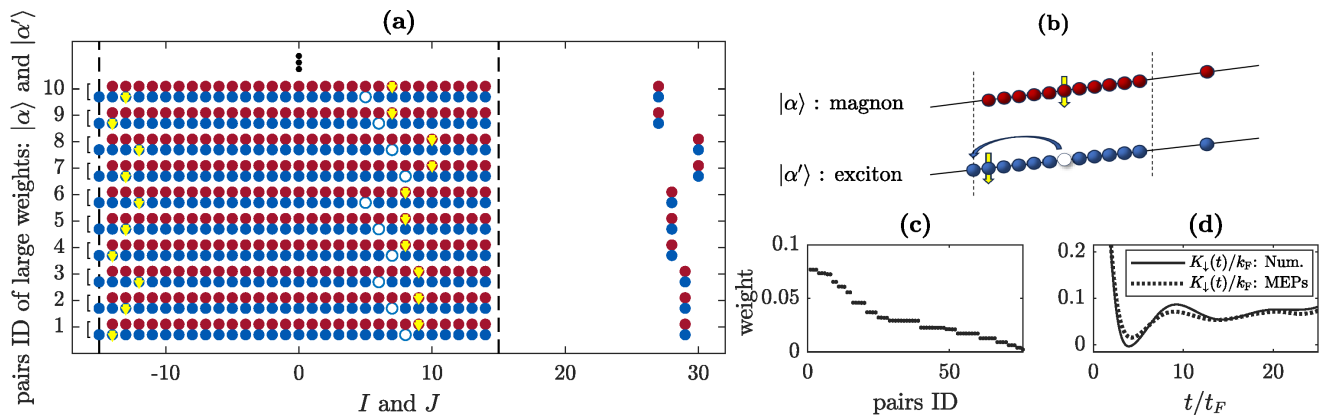 (a)
pairs ID of large weights: |α⟩ and |α′⟩
10
9
8
7
6
5
4
3
2
1
-10 0 10 20 30
I and J
(b)
|α⟩ : magnon
|α′⟩ : exciton
(c)
weight
0.1
0.05
0
0 50
pairs ID
(d)
0.2
0.1
0
K↓(t)/kF: Num.
K↓(t)/kF: MEPs
0 10 20
t/tF